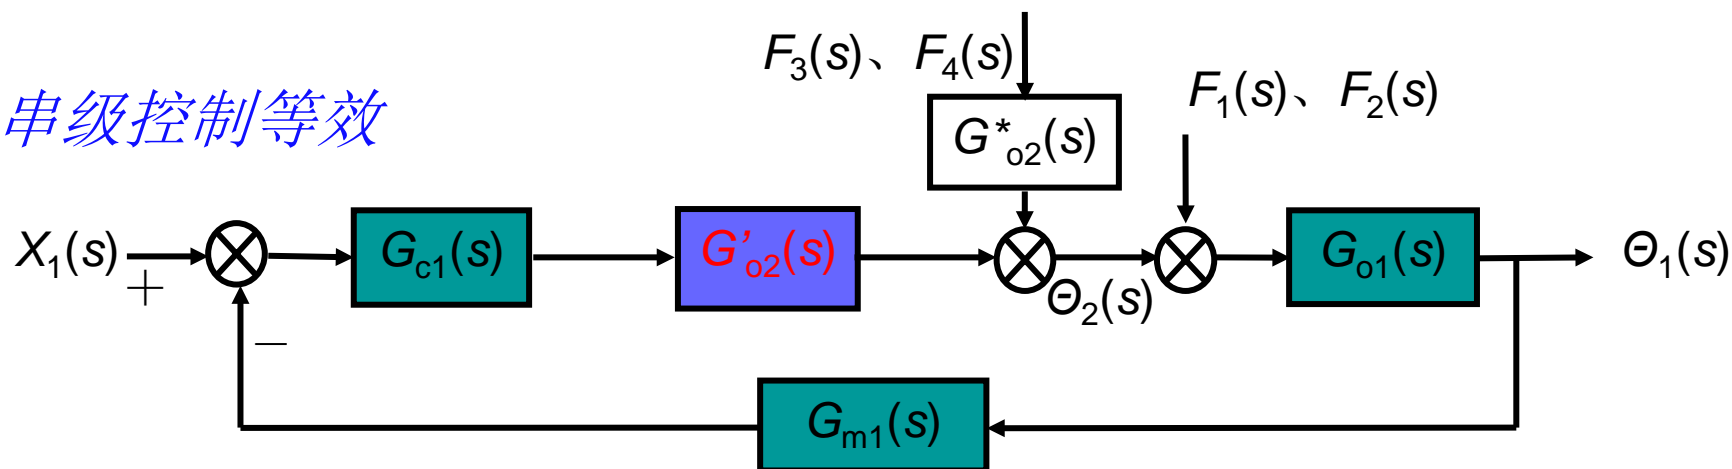 F3(s)、F4(s)
F1(s)、F2(s)
串级控制等效
G*o2(s)
X1(s)
+
Gc1(s)
G’o2(s)
Θ2(s)
Go1(s)
Θ1(s)
—
Gm1(s)